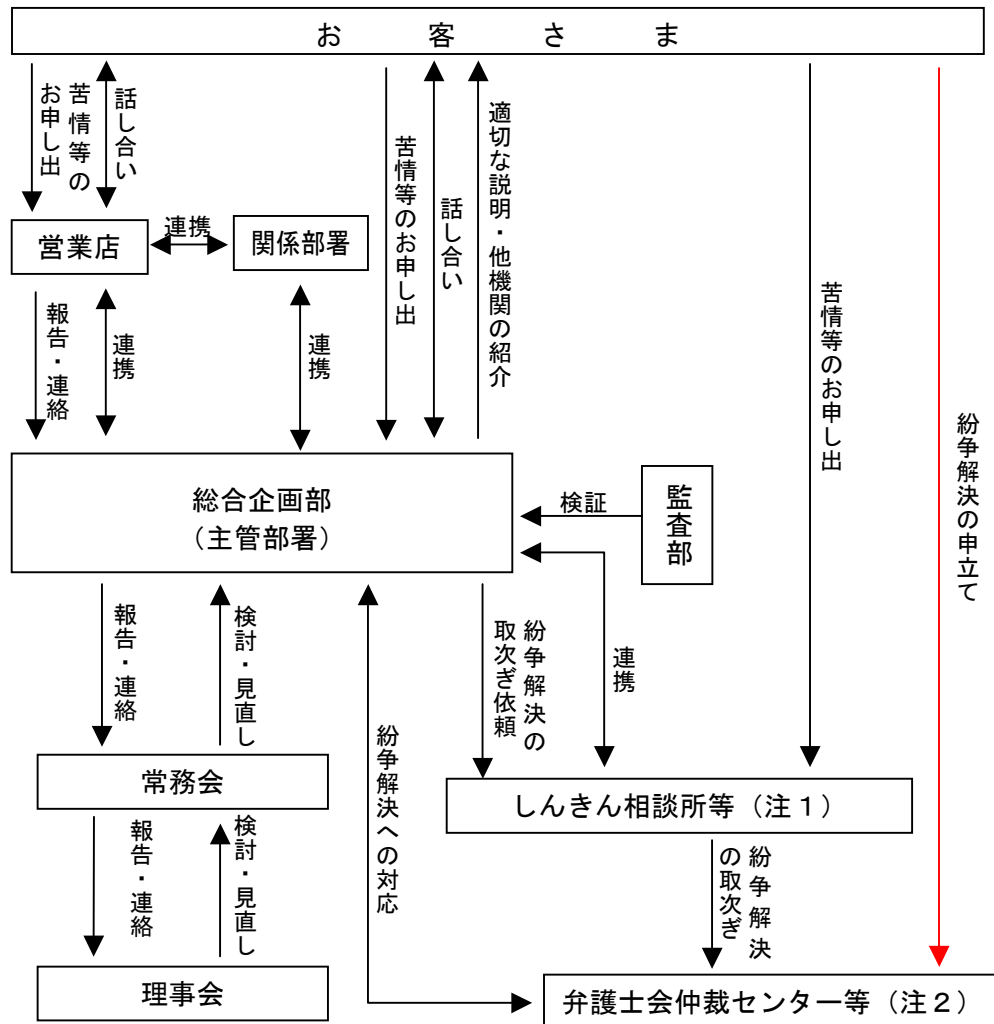 お客さま
苦情等の
お申し出
話し合い
苦情等のお申し出
話し合い
適切な説明・他機関の紹介
苦情等のお申し出
紛争解決の申立て
営業店
連携
関係部署
報告・連絡
連携
連携
総合企画部
（主管部署）
検証
監査部
報告・連絡
検討・見直し
紛争解決への対応
紛争解決の
取次ぎ依頼
連携
常務会
しんきん相談所等（注１）
報告・連絡
検討・見直し
紛争解決
の取次ぎ
理事会
弁護士会仲裁センター等（注２）